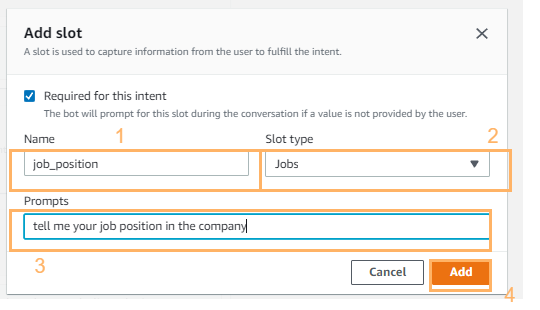 Add slot
A slot is used to capture information from the user to fulfill the intent.
Required for this intent
The bot will prompt for this slot during the conversation if a value is not provided by the user.
1
2
Name Slot type
job_position Jobs
Prompts
tell me your job position in the company
3
Cancel Add
4